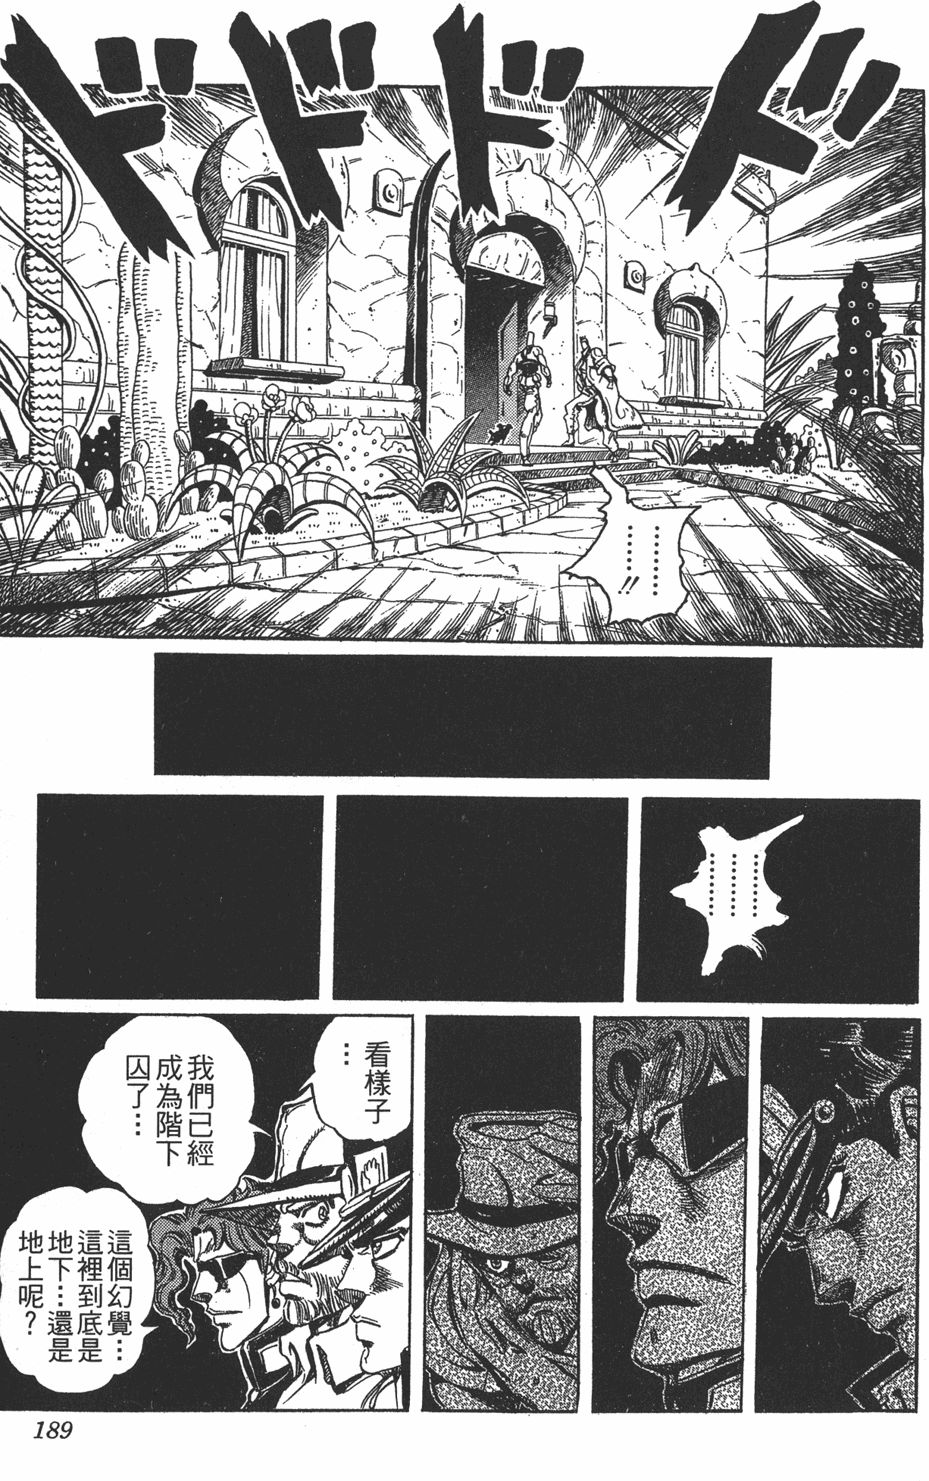 ドドドド
………
………!!
………
………
………
看樣子
…
我們已經
成為階下
囚了…
這個幻覺…
這裡到底是
地下…還是
地上呢？
189